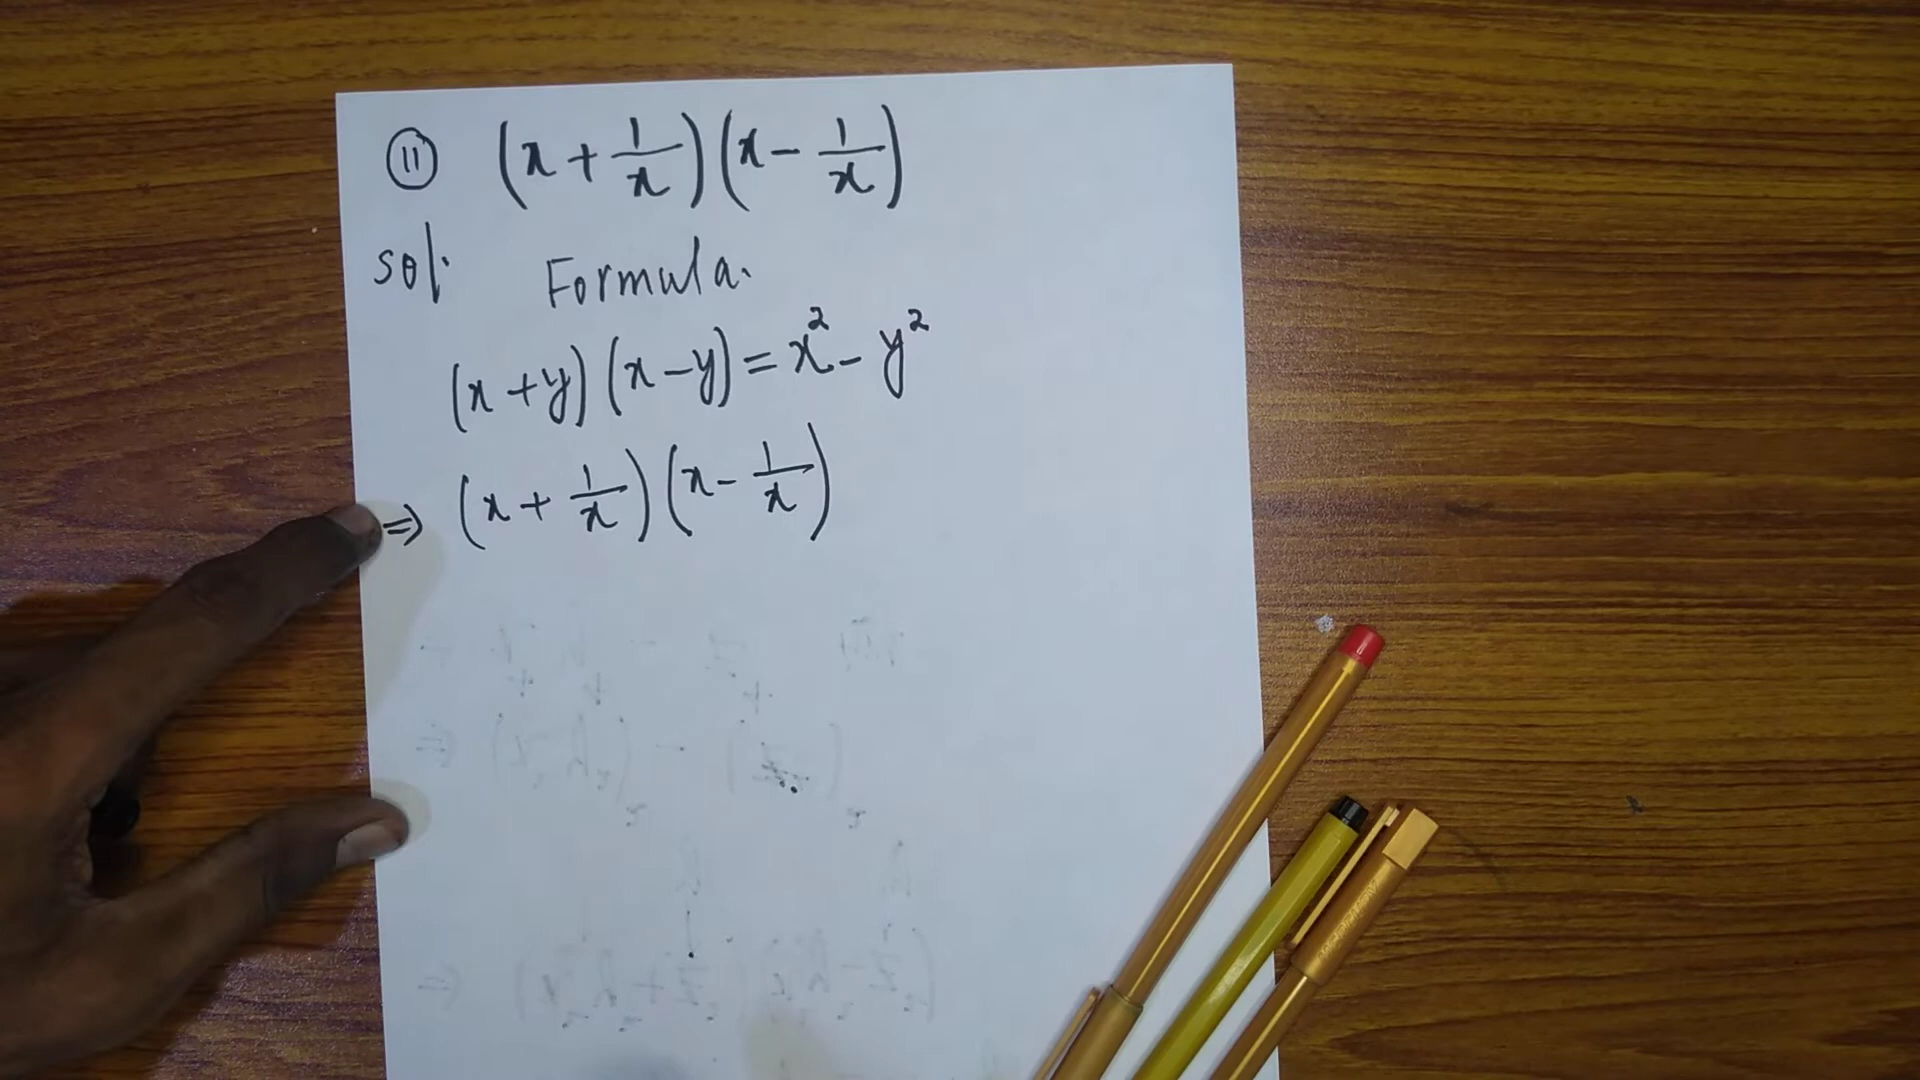 ⑪ (x + 1/x)(x - 1/x)
sol. Formula.
(x+y)(x-y) = x² - y²
⇒ (x + 1/x)(x - 1/x)